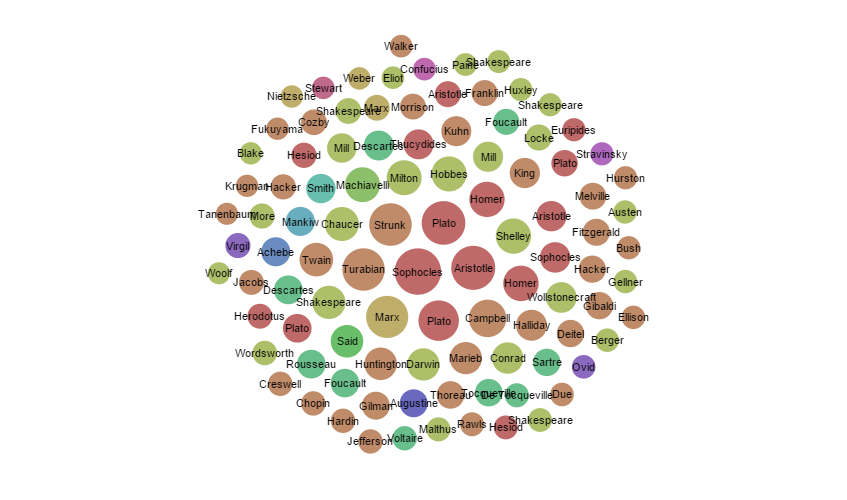 Walker
Confucius
Paine
Shakespeare
Stewart
Weber
Eliot
Nietzsche
Shakespeare
Marx
Morrison
Aristotle
Franklin
Huxley
Shakespeare
Fukuyama
Cozby
Kuhn
Foucault
Locke
Euripides
Blake
Hesiod
Mill
Descartes
Thucydides
Mill
Plato
Stravinsky
Krugman
Hacker
Smith
Machiavelli
Milton
Hobbes
King
Hurston
Tanenbaum
More
Mankiw
Chaucer
Strunk
Plato
Homer
Shelley
Aristotle
Melville
Austen
Virgil
Achebe
Twain
Turabian
Sophocles
Aristotle
Sophocles
Fitzgerald
Bush
Woolf
Jacobs
Descartes
Shakespeare
Homer
Wollstonecraft
Hacker
Gellner
Herodotus
Plato
Said
Marx
Plato
Campbell
Halliday
Deitel
Gibaldi
Ellison
Wordsworth
Rousseau
Huntington
Darwin
Marieb
Conrad
Sartre
Berger
Ovid
Creswell
Foucault
Chopin
Gilman
Augustine
Thoreau
Tocqueville
De Tocqueville
Due
Hardin
Jefferson
Voltaire
Malthus
Rawls
Hesiod
Shakespeare